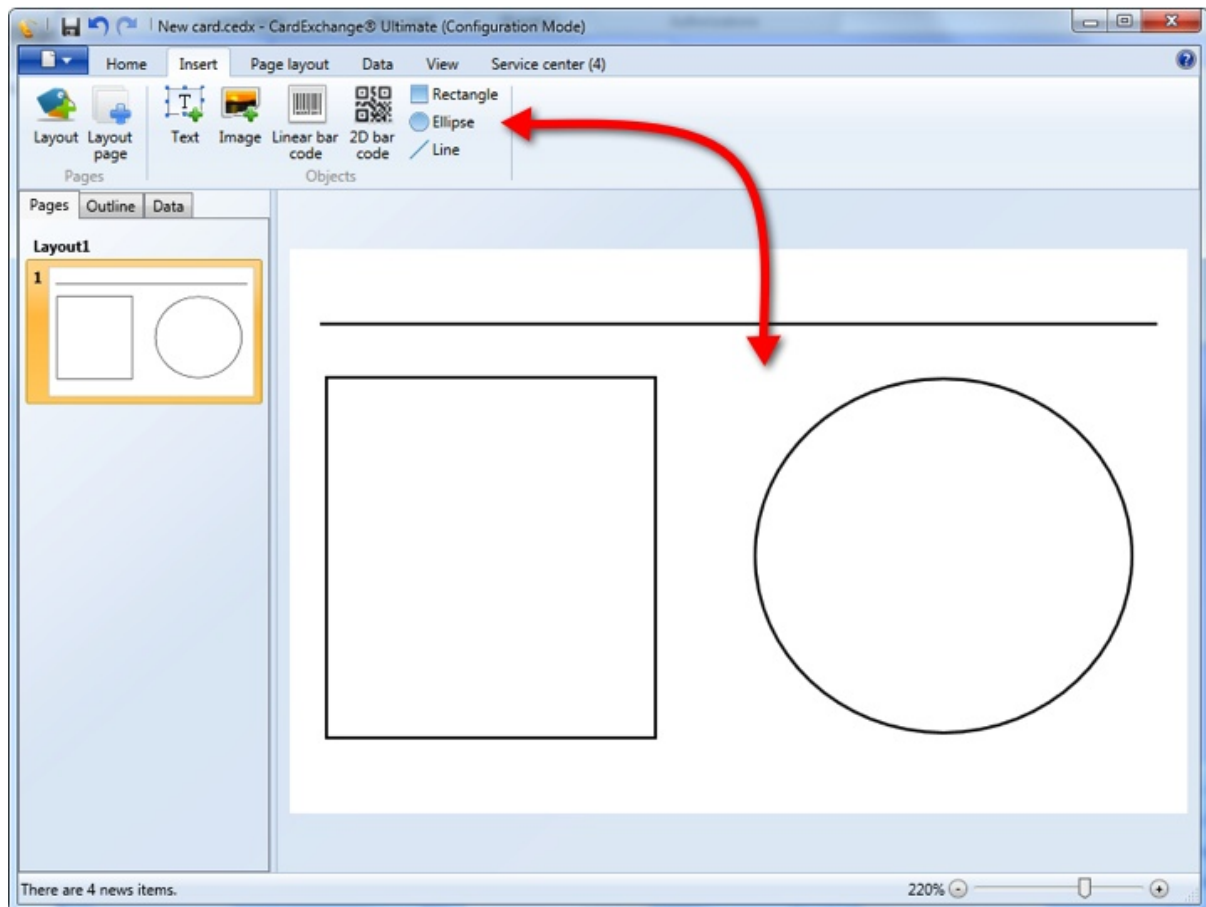 New card.cedx - CardExchange® Ultimate (Configuration Mode)
Home Insert Page layout Data View Service center (4)
Rectangle
Ellipse
Line
Layout Layout page Text Image Linear bar code 2D bar code
Pages Objects
Pages Outline Data
Layout1
1
There are 4 news items.
220%